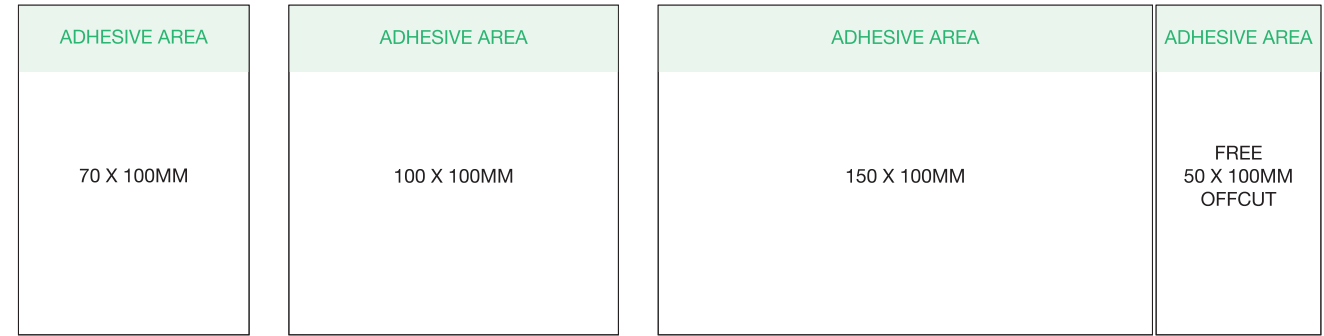 ADHESIVE AREA
70 X 100MM
ADHESIVE AREA
100 X 100MM
ADHESIVE AREA
150 X 100MM
ADHESIVE AREA
FREE
50 X 100MM
OFFCUT